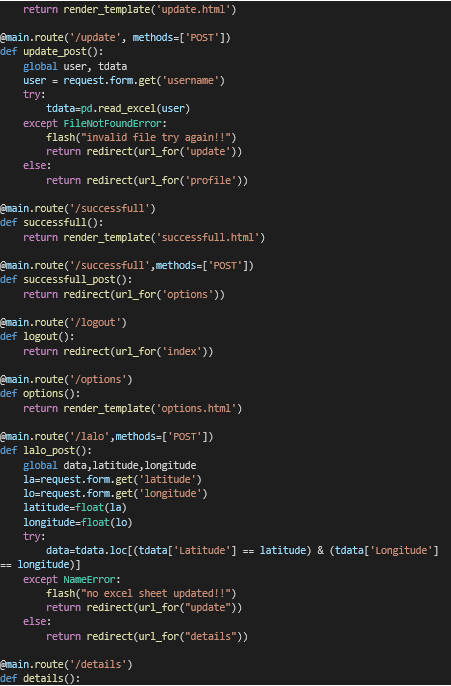 return render_template('update.html')
@main.route('/update', methods=['POST'])
def update_post():
global user, tdata
user = request.form.get('username')
try:
tdata=pd.read_excel(user)
except FileNotFoundError:
flash("invalid file try again!!")
return redirect(url_for('update'))
else:
return redirect(url_for('profile'))
@main.route('/successfull')
def successfull():
return render_template('successfull.html')
@main.route('/successfull',methods=['POST'])
def successfull_post():
return redirect(url_for('options'))
@main.route('/logout')
def logout():
return redirect(url_for('index'))
@main.route('/options')
def options():
return render_template('options.html')
@main.route('/lalo',methods=['POST'])
def lalo_post():
global data,latitude,longitude
la=request.form.get('latitude')
lo=request.form.get('longitude')
latitude=float(la)
longitude=float(lo)
try:
data=tdata.loc[(tdata['Latitude'] == latitude) & (tdata['Longitude']
== longitude)]
except NameError:
flash("no excel sheet updated!!")
return redirect(url_for("update"))
else:
return redirect(url_for("details"))
@main.route('/details')
def details():